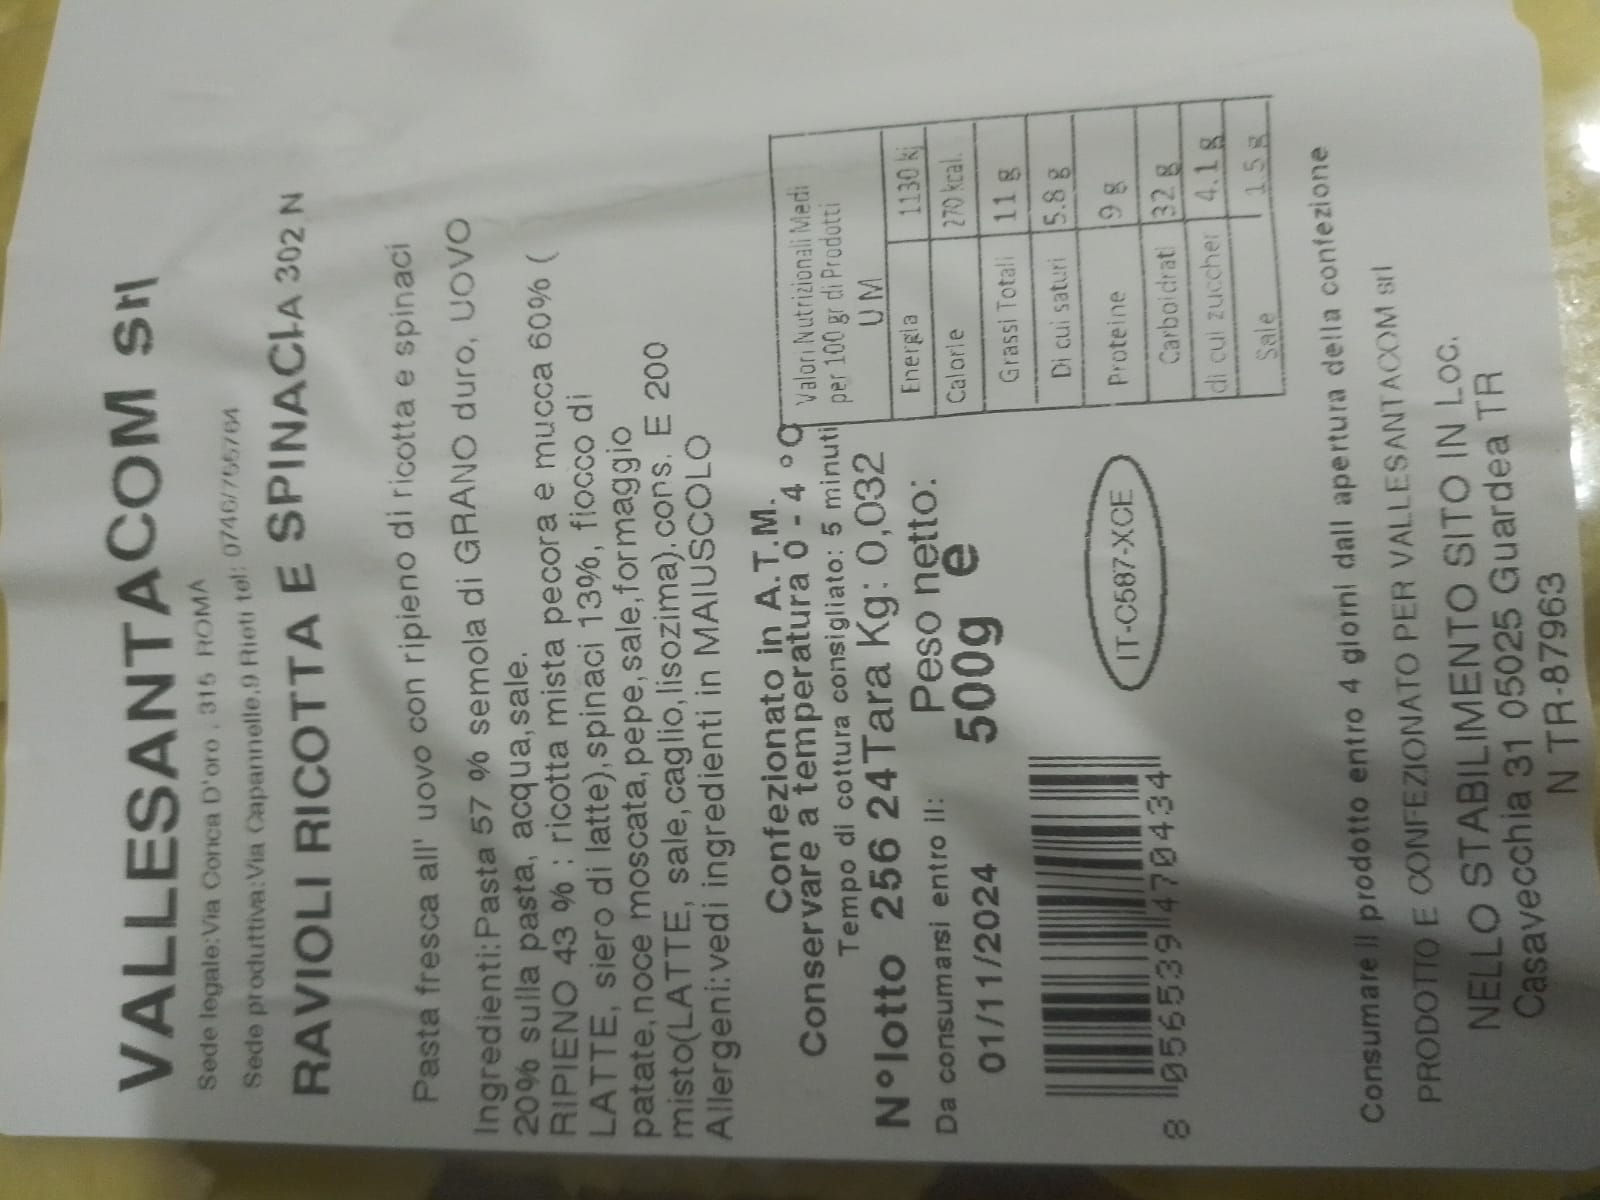 VALLESANTACOM srl
Sede legale:Via Conca D'oro , 315 ROMA
Sede produttiva:Via Capannelle,9 Rieti tel: 0746/755764
RAVIOLI RICOTTA E SPINACI-A 302 N
Pasta fresca all' uovo con ripieno di ricotta e spinaci
Ingredienti:Pasta 57 % semola di GRANO duro, UOVO
20% sulla pasta, acqua,sale.
RIPIENO 43 % : ricotta mista pecora e mucca 60% (
LATTE, siero di latte),spinaci 13%, fiocco di
patate,noce moscata,pepe,sale,formaggio
misto(LATTE, sale,caglio,lisozima).cons. E 200
Allergeni:vedi ingredienti in MAIUSCOLO
Confezionato in A.T.M.
Conservare a temperatura 0 - 4 ° C
Tempo di cottura consigliato: 5 minuti
N°lotto 256 24Tara Kg: 0,032
Da consumarsi entro il: Peso netto:
01/11/2024 500g e
Valori Nutrizionali Medi
per 100 gr di Prodotti
U M
Energia 1130 kj
Calorie 270 kcal.
Grassi Totali 11 g
Di cui saturi 5.8 g
Proteine 9 g
Carboidrati 32 g
di cui zuccher 4.1 g
Sale 1 5 g
IT-C587-XCE
8 056539 470434
Consumare il prodotto entro 4 giorni dall apertura della confezione
PRODOTTO E CONFEZIONATO PER VALLESANTACOM srl
NELLO STABILIMENTO SITO IN Loc.
Casavecchia 31 05025 Guardea TR
N TR-87963